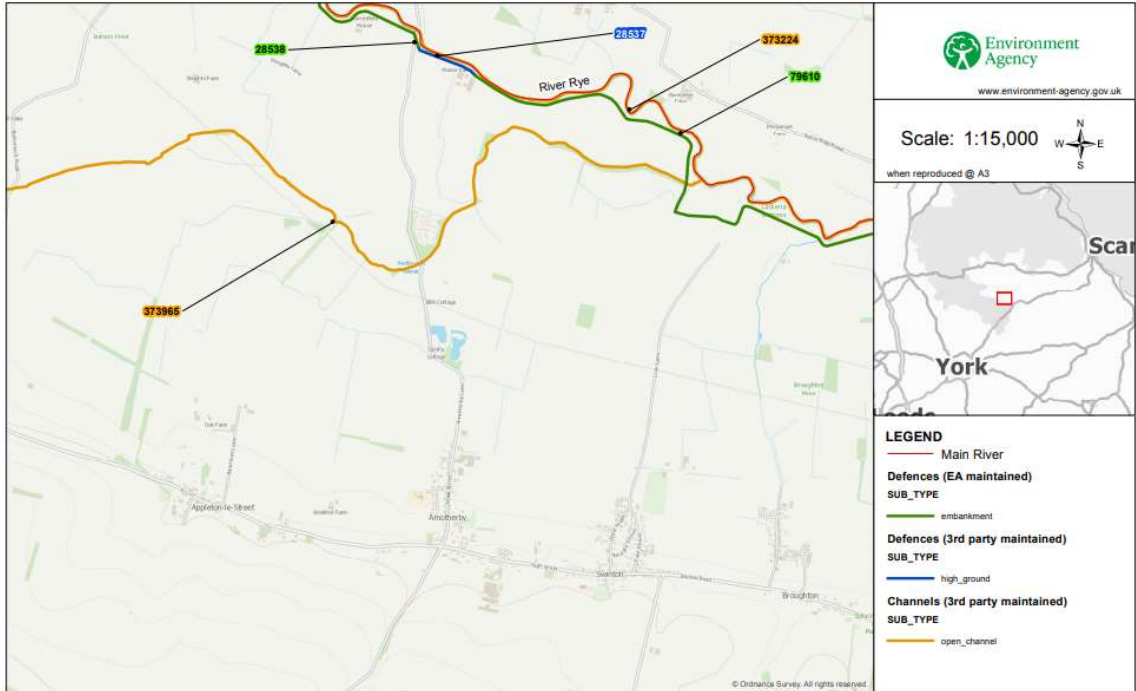 28538
28537
373224
79610
River Rye
373965
Mill Cottage
Appleton-le-Street
Amotherby
Swinton
Broughton
© Ordnance Survey. All rights reserved.
Environment
Agency
www.environment-agency.gov.uk
Scale: 1:15,000
N
W E
S
when reproduced @ A3
Scar
York
LEGEND
Main River
Defences (EA maintained)
SUB_TYPE
embankment
Defences (3rd party maintained)
SUB_TYPE
high_ground
Channels (3rd party maintained)
SUB_TYPE
open_channel